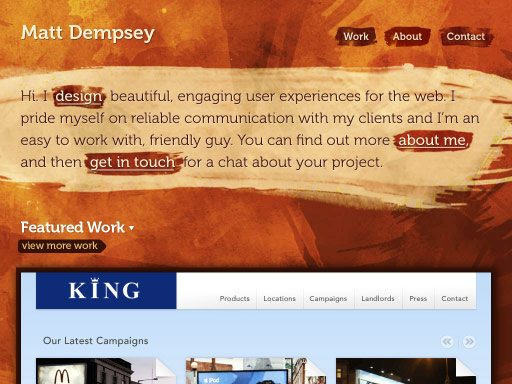 Matt Dempsey
Work About Contact
Hi. I design beautiful, engaging user experiences for the web. I
pride myself on reliable communication with my clients and I'm an
easy to work with, friendly guy. You can find out more about me,
and then get in touch for a chat about your project.
Featured Work
view more work
KING
Products Locations Campaigns Landlords Press Contact
Our Latest Campaigns
iPod